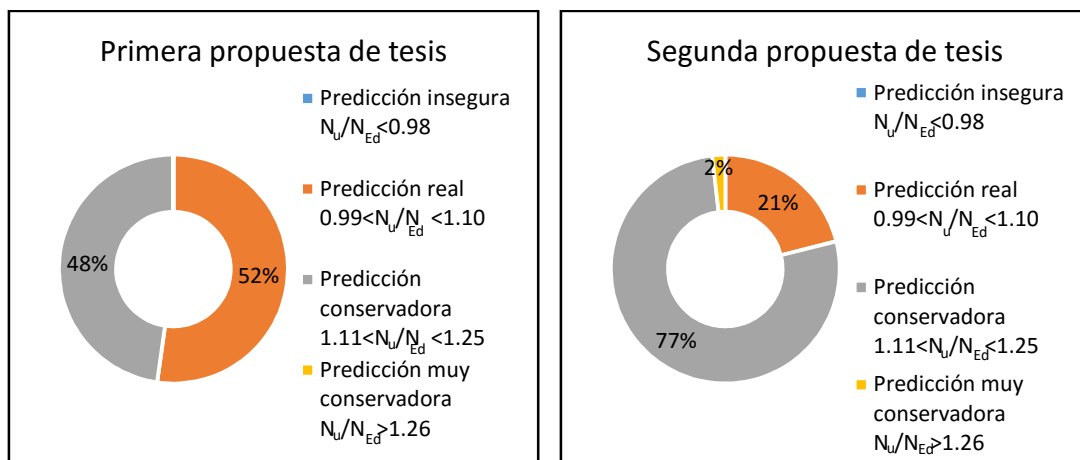 Primera propuesta de tesis
Predicción insegura
Nu/NEd<0.98
Predicción real
0.99<Nu/NEd <1.10
Predicción
conservadora
1.11<Nu/NEd <1.25
Predicción muy
conservadora
Nu/NEd>1.26
48%
52%
Segunda propuesta de tesis
Predicción insegura
Nu/NEd<0.98
Predicción real
0.99<Nu/NEd<1.10
Predicción
conservadora
1.11<Nu/NEd<1.25
Predicción muy
conservadora
Nu/NEd>1.26
2%
21%
77%